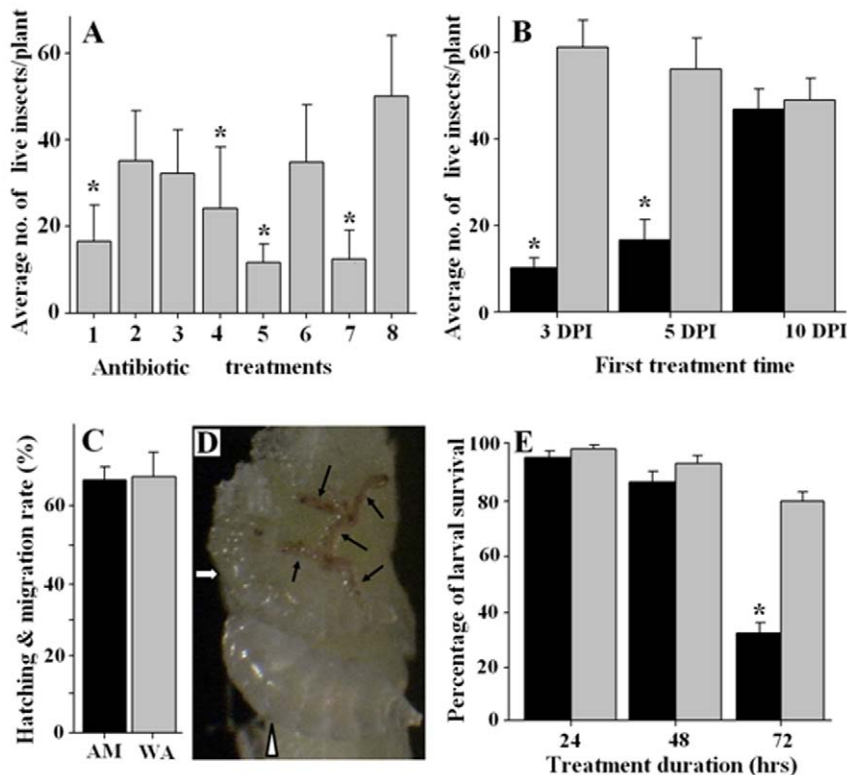 A
Average no. of live insects/plant
60
40
20
0
*
*
*
*
1 2 3 4 5 6 7 8
Antibiotic treatments
B
Average no. of live insects/plant
60
40
20
0
*
*
3 DPI 5 DPI 10 DPI
First treatment time
C
Hatching & migration rate (%)
60
40
20
0
AM WA
D
E
Percentage of larval survival
100
80
60
40
20
0
*
24 48 72
Treatment duration (hrs)